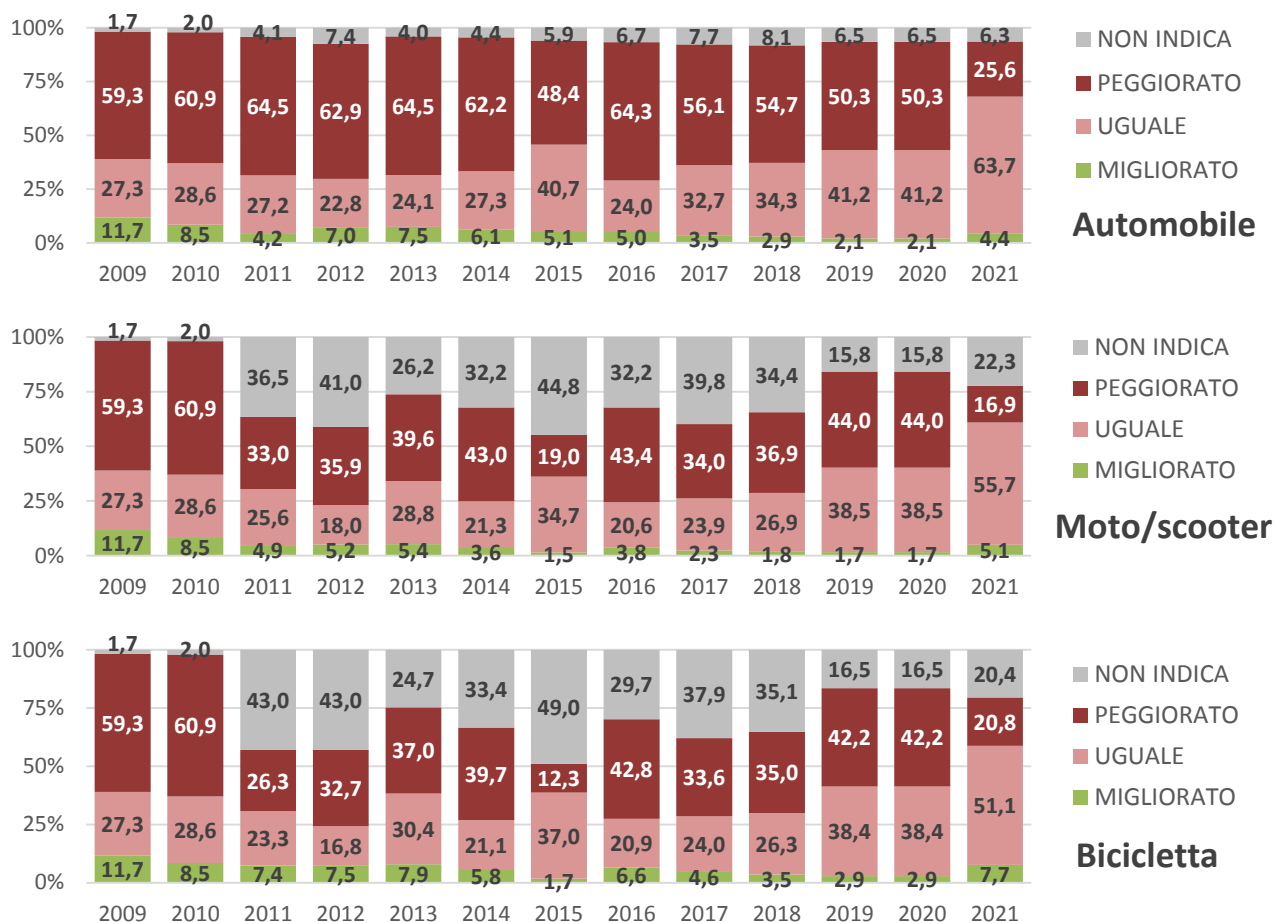 100%
75%
50%
25%
0%
1,7 2,0 4,1 7,4 4,0 4,4 5,9 6,7 7,7 8,1 6,5 6,5 6,3
59,3 60,9 64,5 62,9 64,5 62,2 48,4 64,3 56,1 54,7 50,3 50,3 25,6
27,3 28,6 27,2 22,8 24,1 27,3 40,7 24,0 32,7 34,3 41,2 41,2 63,7
11,7 8,5 4,2 7,0 7,5 6,1 5,1 5,0 3,5 2,9 2,1 2,1 4,4
2009 2010 2011 2012 2013 2014 2015 2016 2017 2018 2019 2020 2021
NON INDICA
PEGGIORATO
UGUALE
MIGLIORATO
Automobile
100%
75%
50%
25%
0%
1,7 2,0 36,5 41,0 26,2 32,2 44,8 32,2 39,8 34,4 15,8 15,8 22,3
59,3 60,9 33,0 35,9 39,6 43,0 19,0 43,4 34,0 36,9 44,0 44,0 16,9
27,3 28,6 25,6 18,0 28,8 21,3 34,7 20,6 23,9 26,9 38,5 38,5 55,7
11,7 8,5 4,9 5,2 5,4 3,6 1,5 3,8 2,3 1,8 1,7 1,7 5,1
2009 2010 2011 2012 2013 2014 2015 2016 2017 2018 2019 2020 2021
NON INDICA
PEGGIORATO
UGUALE
MIGLIORATO
Moto/scooter
100%
75%
50%
25%
0%
1,7 2,0 43,0 43,0 24,7 33,4 49,0 29,7 37,9 35,1 16,5 16,5 20,4
59,3 60,9 26,3 32,7 37,0 39,7 12,3 42,8 33,6 35,0 42,2 42,2 20,8
27,3 28,6 23,3 16,8 30,4 21,1 37,0 20,9 24,0 26,3 38,4 38,4 51,1
11,7 8,5 7,4 7,5 7,9 5,8 1,7 6,6 4,6 3,5 2,9 2,9 7,7
2009 2010 2011 2012 2013 2014 2015 2016 2017 2018 2019 2020 2021
NON INDICA
PEGGIORATO
UGUALE
MIGLIORATO
Bicicletta